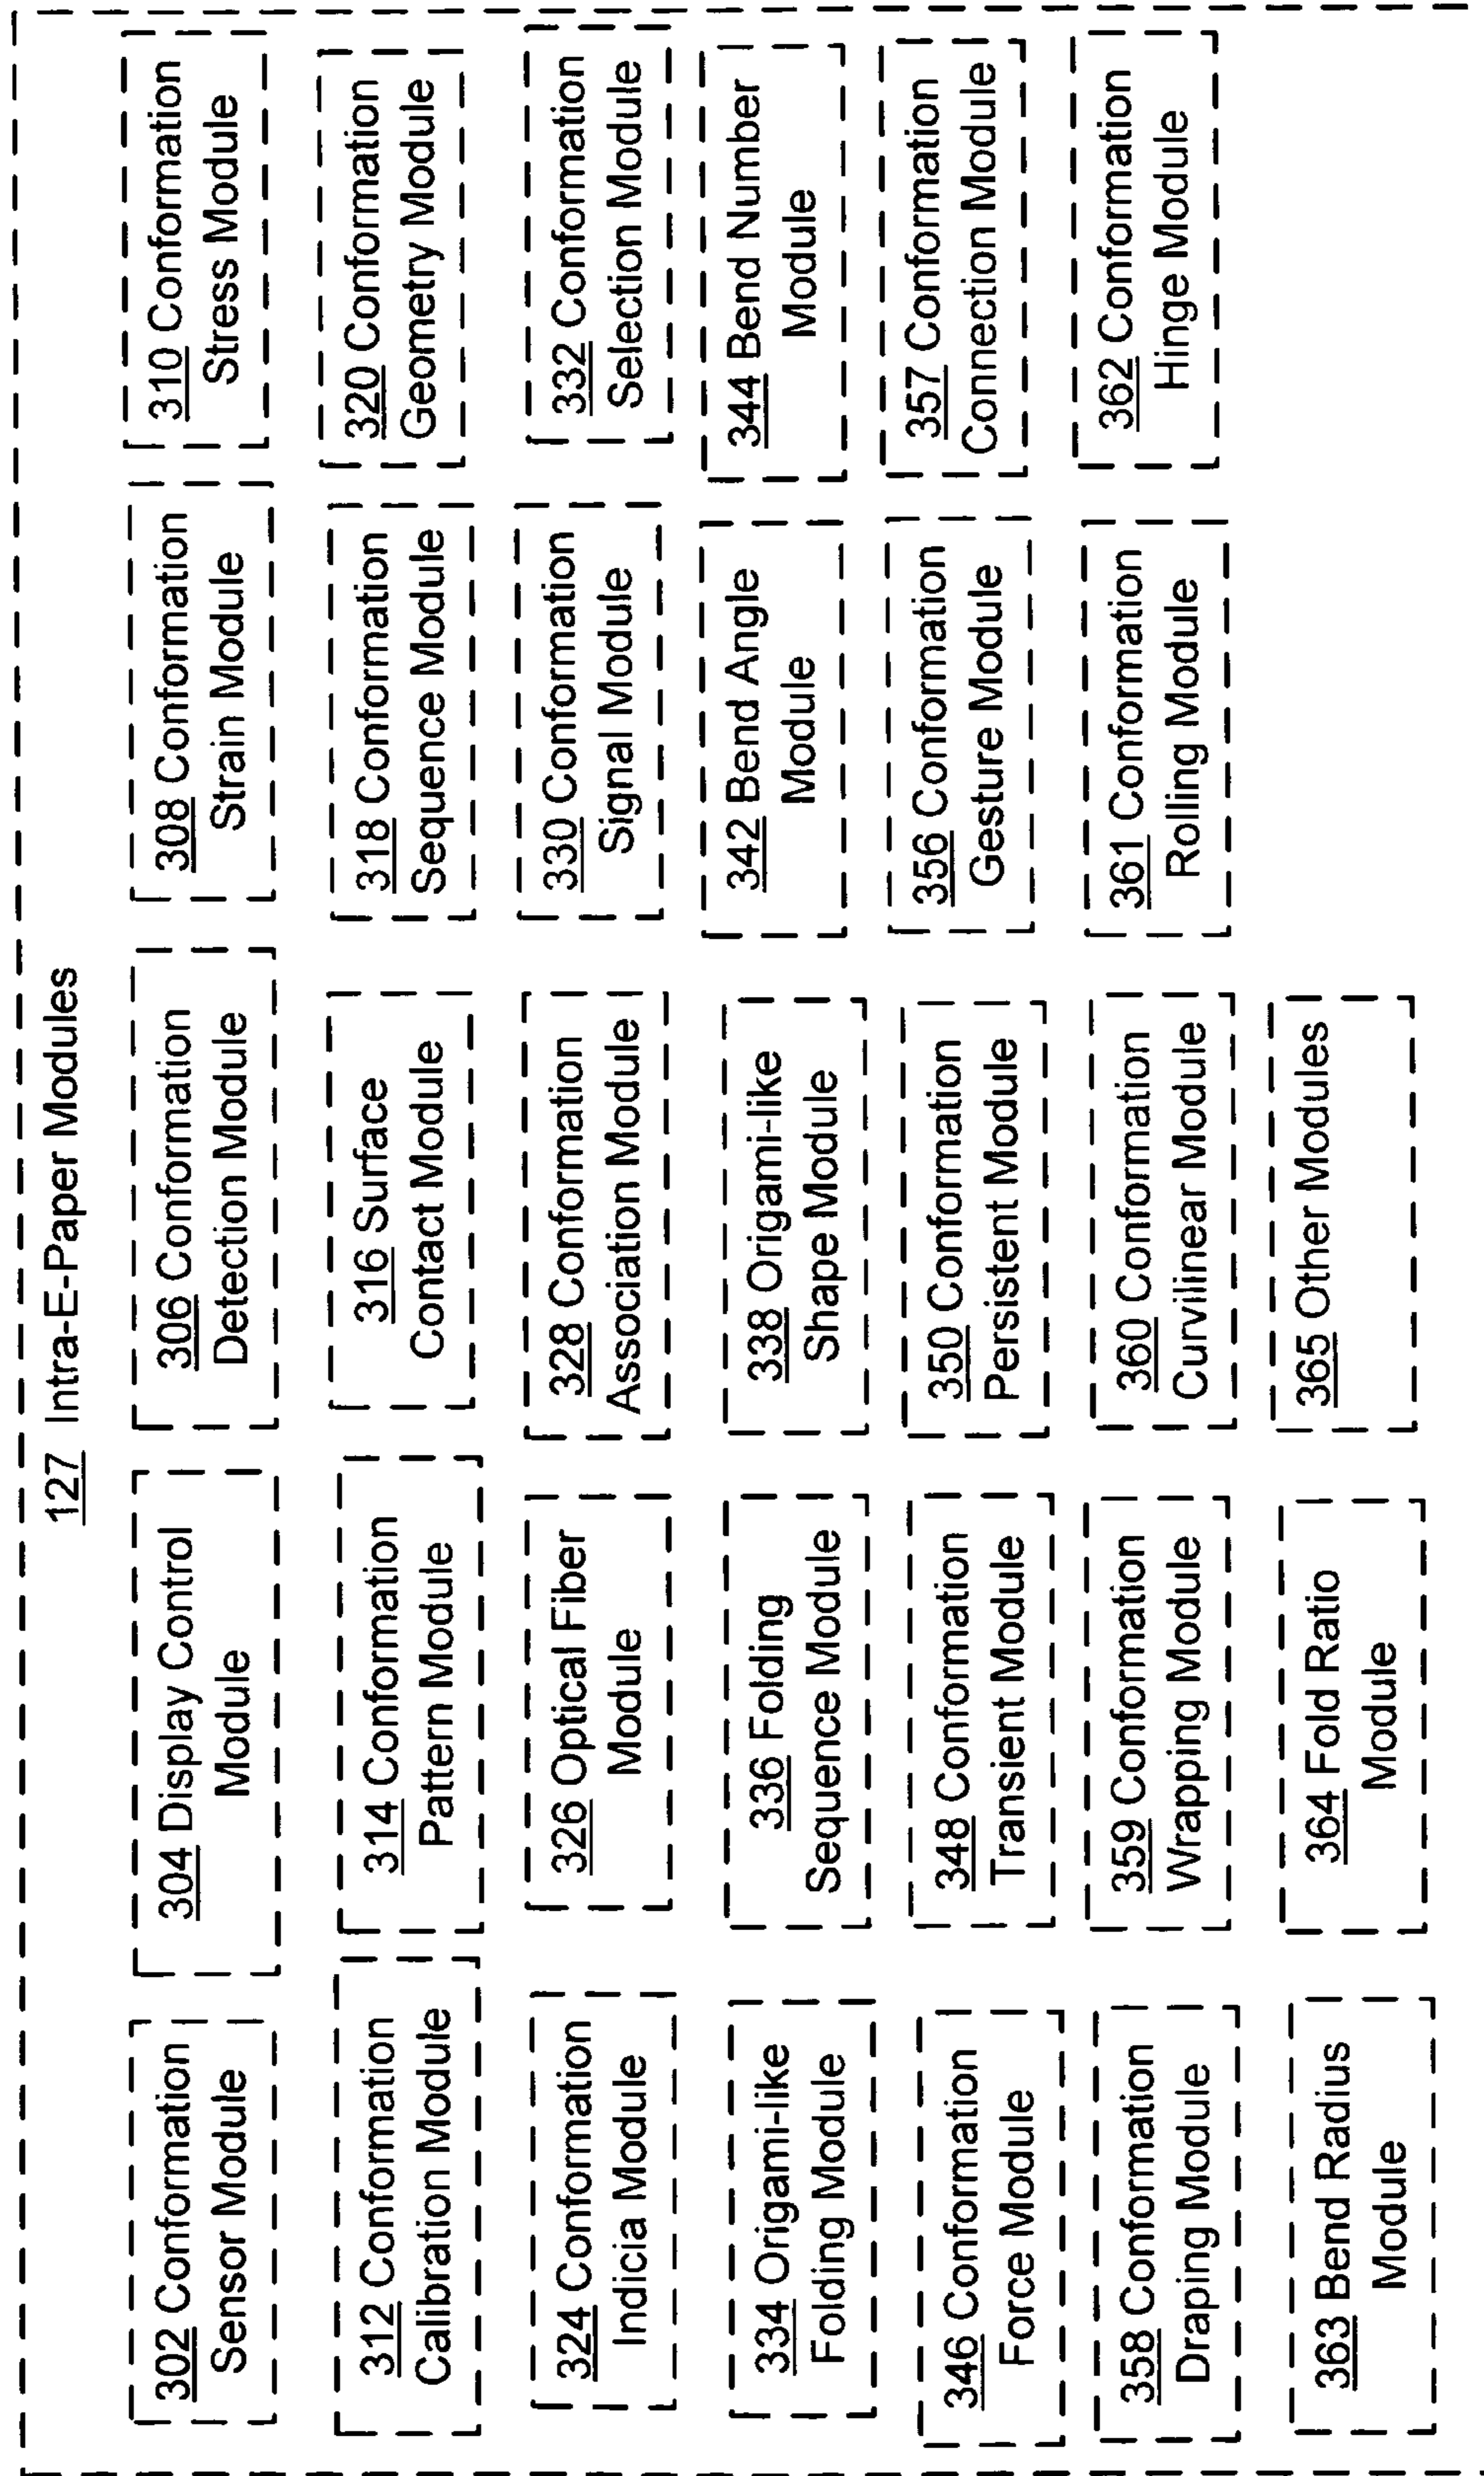 127 Intra-E-Paper Modules
302 Conformation
Sensor Module
304 Display Control
Module
306 Conformation
Detection Module
308 Conformation
Strain Module
310 Conformation
Stress Module
312 Conformation
Calibration Module
314 Conformation
Pattern Module
316 Surface
Contact Module
318 Conformation
Sequence Module
320 Conformation
Geometry Module
324 Conformation
Indicia Module
326 Optical Fiber
Module
328 Conformation
Association Module
330 Conformation
Signal Module
332 Conformation
Selection Module
334 Origami-like
Folding Module
336 Folding
Sequence Module
338 Origami-like
Shape Module
342 Bend Angle
Module
344 Bend Number
Module
346 Conformation
Force Module
348 Conformation
Transient Module
350 Conformation
Persistent Module
356 Conformation
Gesture Module
357 Conformation
Connection Module
358 Conformation
Draping Module
359 Conformation
Wrapping Module
360 Conformation
Curvilinear Module
361 Conformation
Rolling Module
362 Conformation
Hinge Module
363 Bend Radius
Module
364 Fold Ratio
Module
365 Other Modules